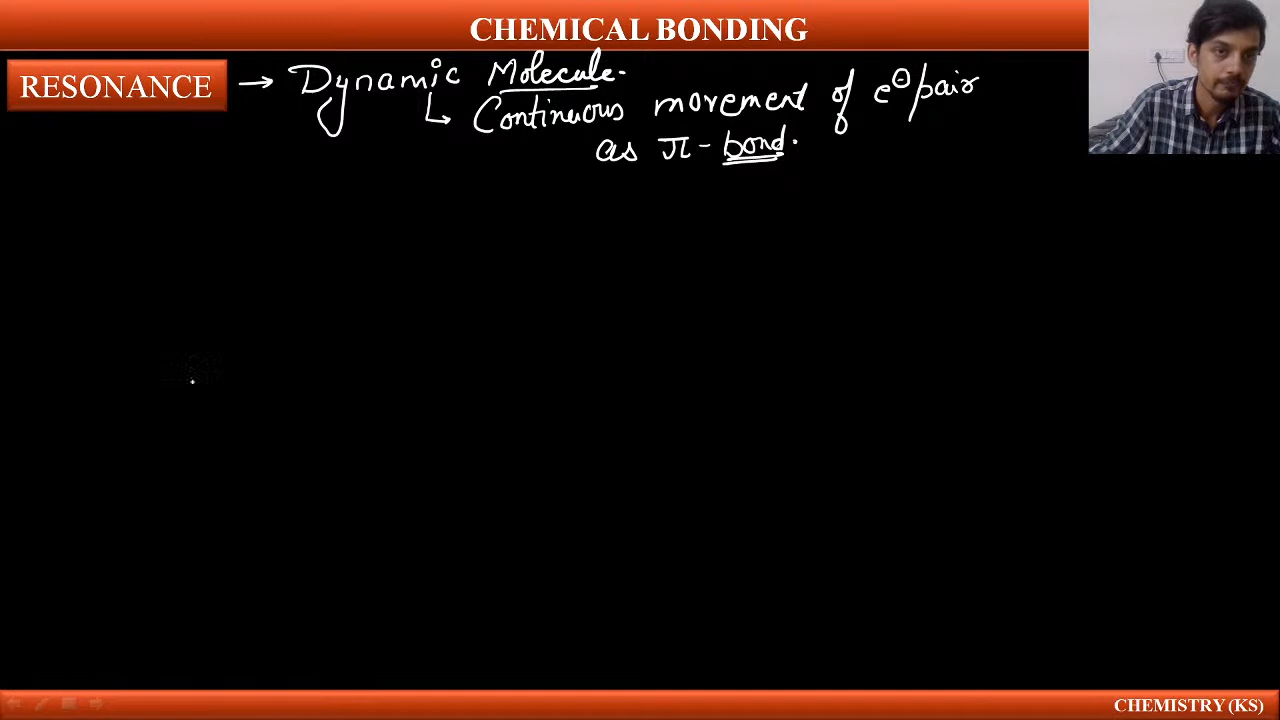 CHEMICAL BONDING
RESONANCE → Dynamic Molecule.
↳ Continuous movement of e⊖ pair
as π- bond.
CHEMISTRY (KS)